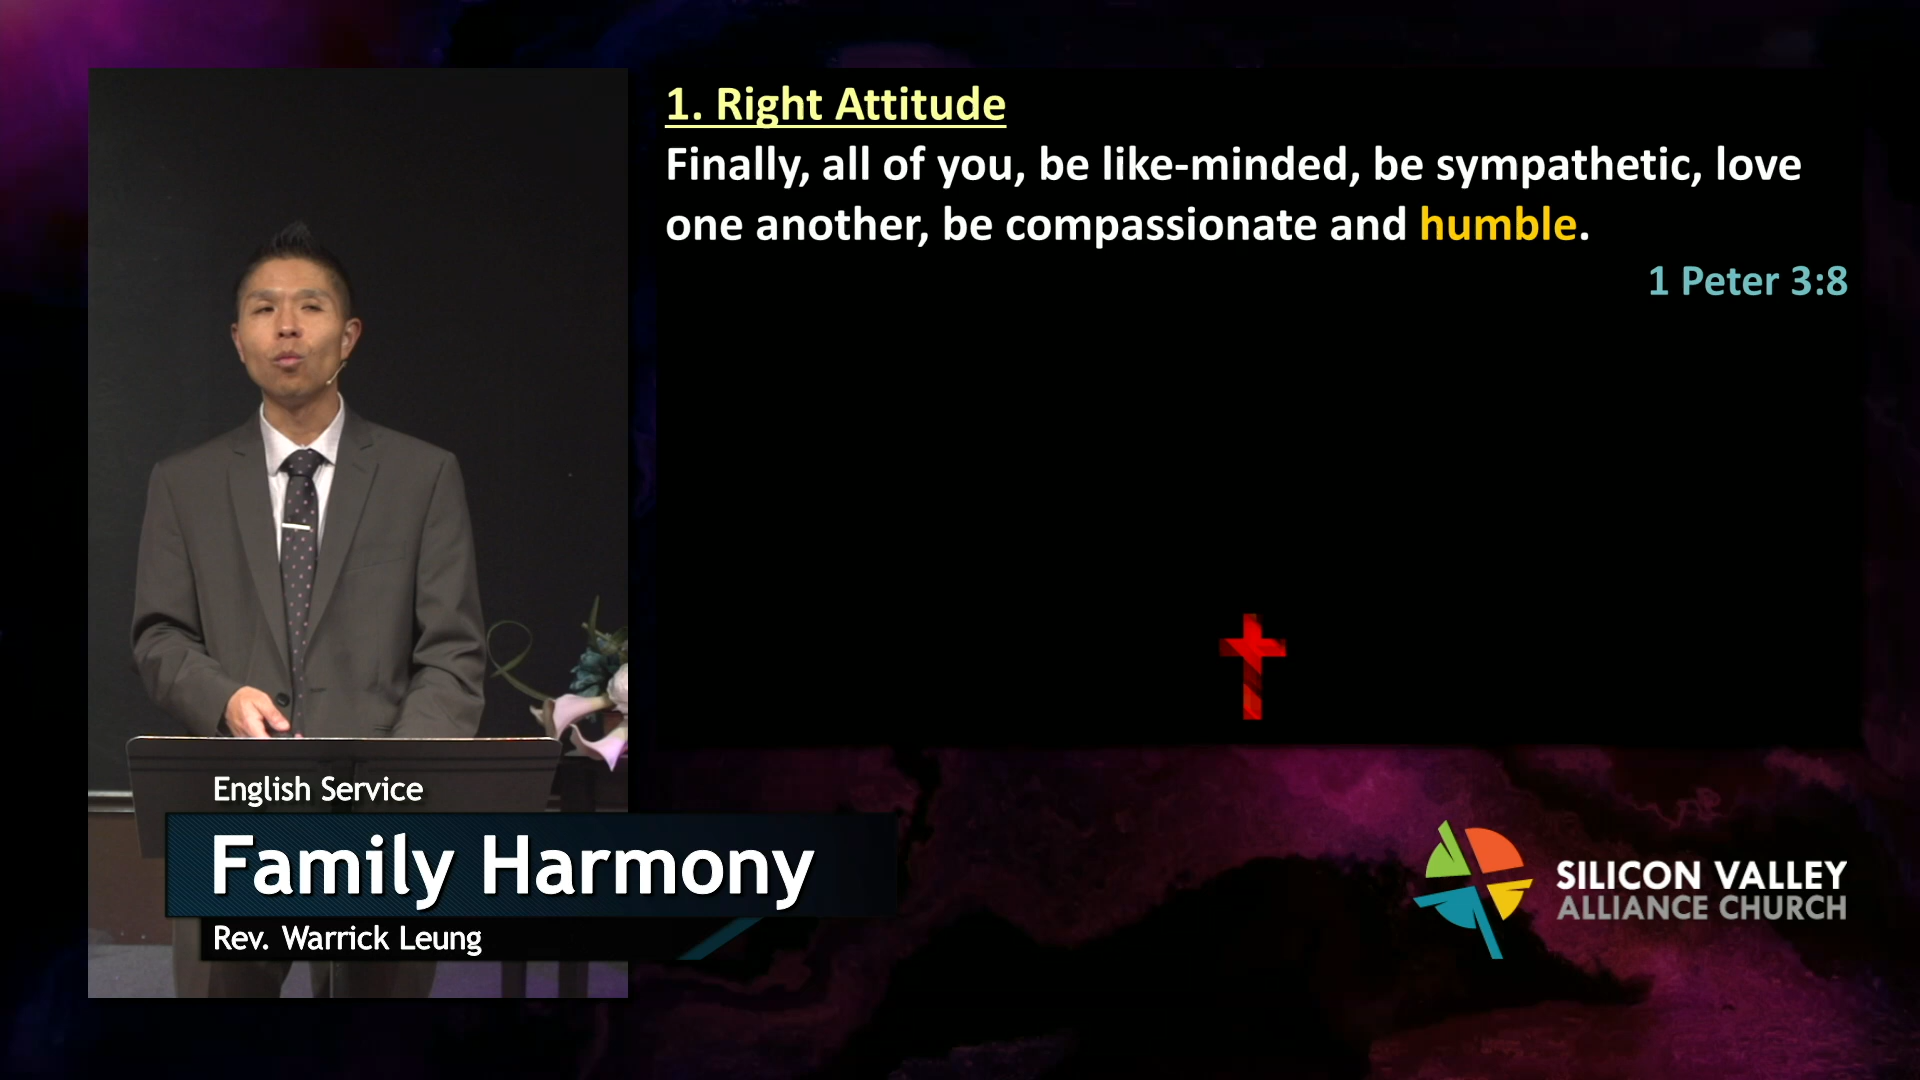 1. Right Attitude
Finally, all of you, be like-minded, be sympathetic, love
one another, be compassionate and humble.
1 Peter 3:8
English Service
Family Harmony
Rev. Warrick Leung
SILICON VALLEY
ALLIANCE CHURCH